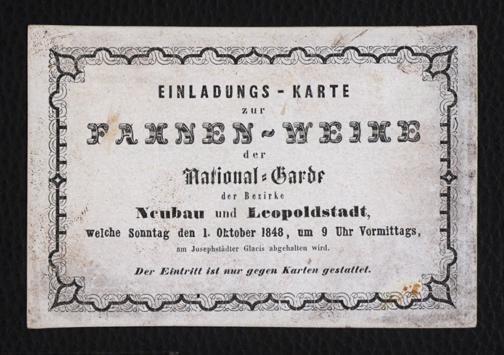 EINLADUNGS - KARTE
zur
FAHNEN-WEIHE
der
National-Garde
der Bezirke
Neubau und Leopoldstadt,
welche Sonntag den 1. Oktober 1848, um 9 Uhr Vormittags,
am Josephstädter Glacis abgehalten wird.
Der Eintritt ist nur gegen Karten gestattet.